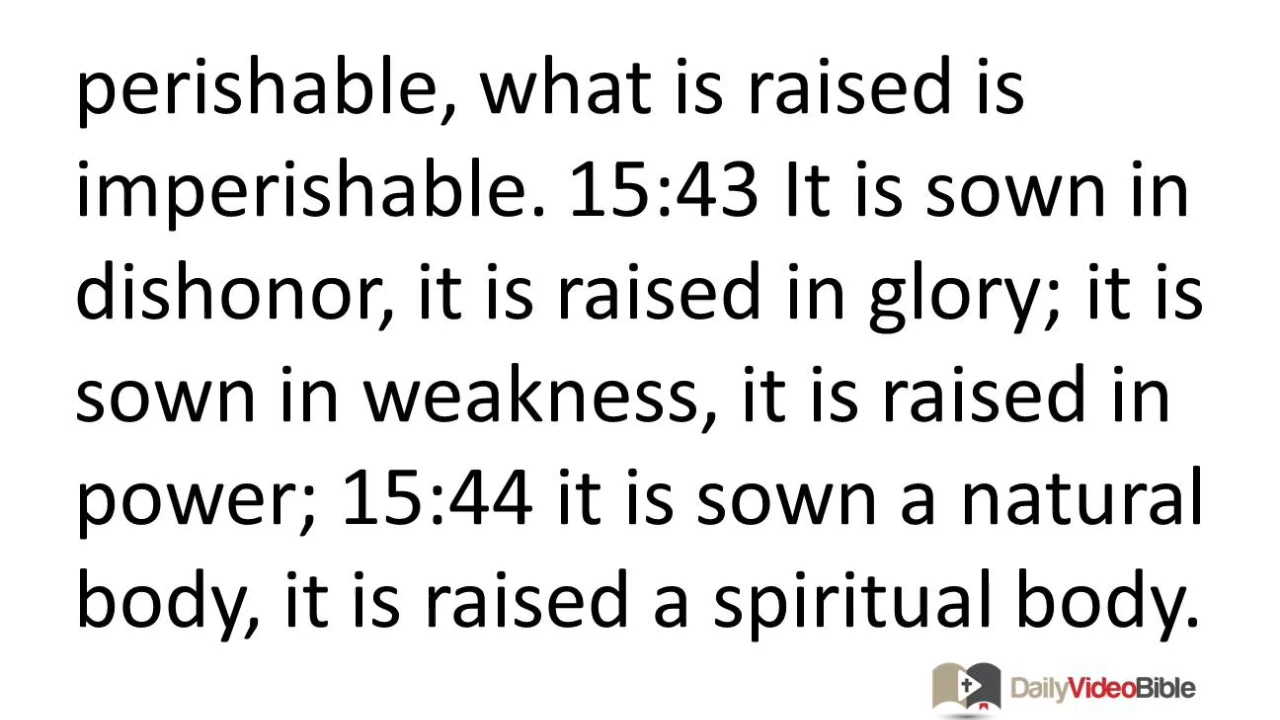 perishable, what is raised is
imperishable. 15:43 It is sown in
dishonor, it is raised in glory; it is
sown in weakness, it is raised in
power; 15:44 it is sown a natural
body, it is raised a spiritual body.
DailyVideoBible